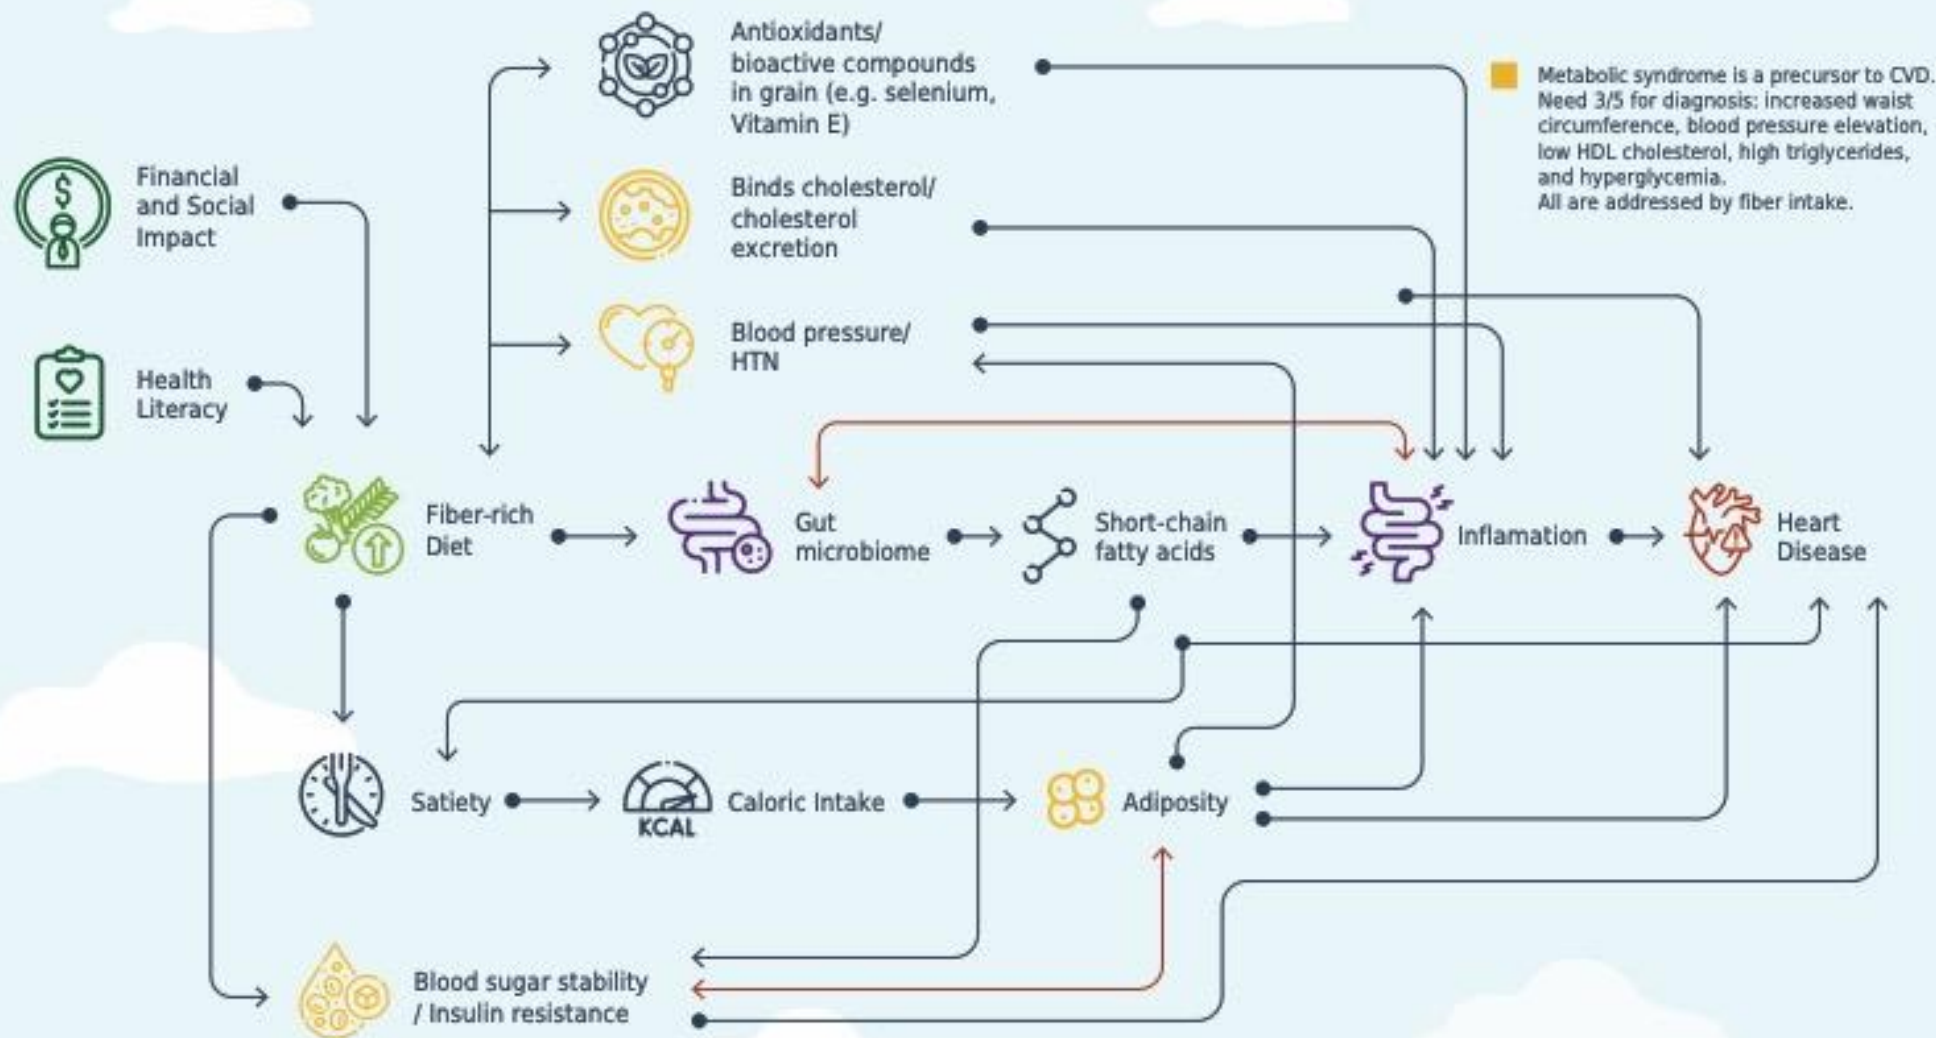 Antioxidants/
bioactive compounds
in grain (e.g. selenium,
Vitamin E)
Metabolic syndrome is a precursor to CVD.
Need 3/5 for diagnosis: increased waist
circumference, blood pressure elevation,
low HDL cholesterol, high triglycerides,
and hyperglycemia.
All are addressed by fiber intake.
Financial
and Social
Impact
$
Binds cholesterol/
cholesterol
excretion
Blood pressure/
HTN
Health
Literacy
Fiber-rich
Diet
Gut
microbiome
Short-chain
fatty acids
Inflamation
Heart
Disease
Satiety
KCAL
Caloric Intake
Adiposity
Blood sugar stability
/ Insulin resistance